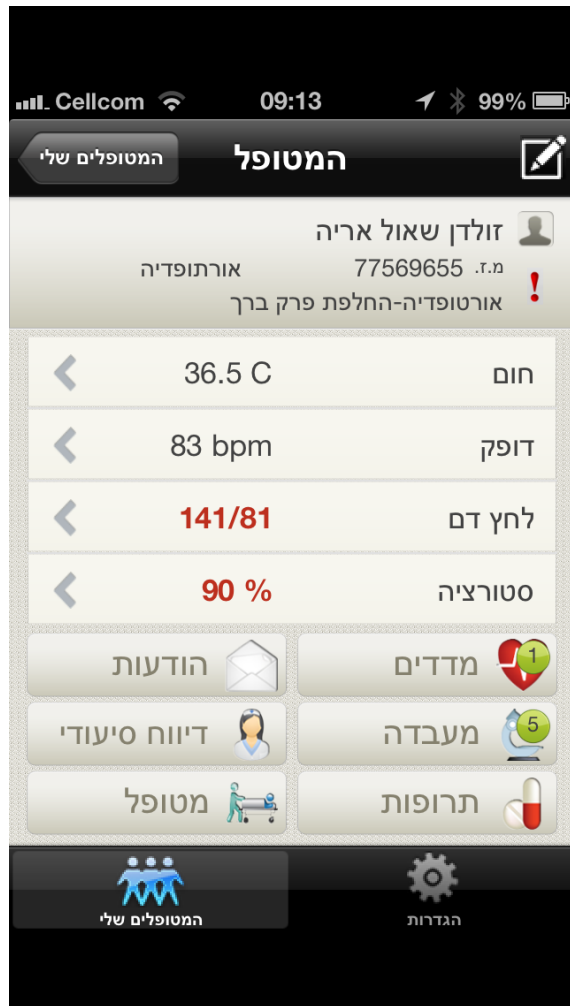 Cellcom 09:13 99%
המטופלים שלי המטופל
זולדן שאול אריה
מ.ז. 77569655 אורתופדיה
אורטופדיה-החלפת פרק ברך
חום 36.5 C
דופק 83 bpm
לחץ דם 141/81
סטורציה 90 %
מדדים 1 הודעות
מעבדה 5 דיווח סיעודי
תרופות מטופל
הגדרות המטופלים שלי